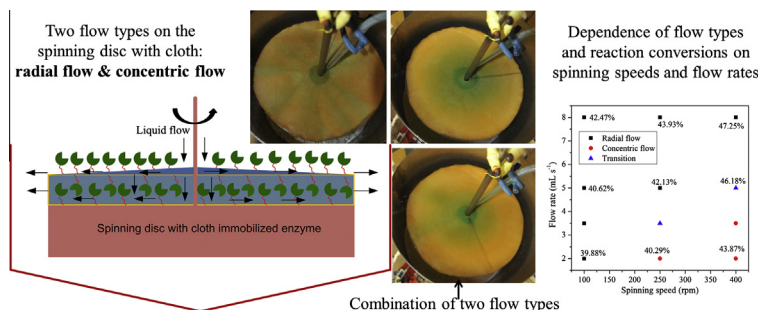 Two flow types on the
spinning disc with cloth:
radial flow & concentric flow
Liquid flow
Spinning disc with cloth immobilized enzyme
Combination of two flow types
Dependence of flow types
and reaction conversions on
spinning speeds and flow rates
Flow rate (mL s⁻¹)
8
7
6
5
4
3
2
42.47%
43.93%
47.25%
Radial flow
Concentric flow
Transition
40.62%
42.13%
46.18%
39.88%
40.29%
43.87%
100 150 200 250 300 350 400
Spinning speed (rpm)